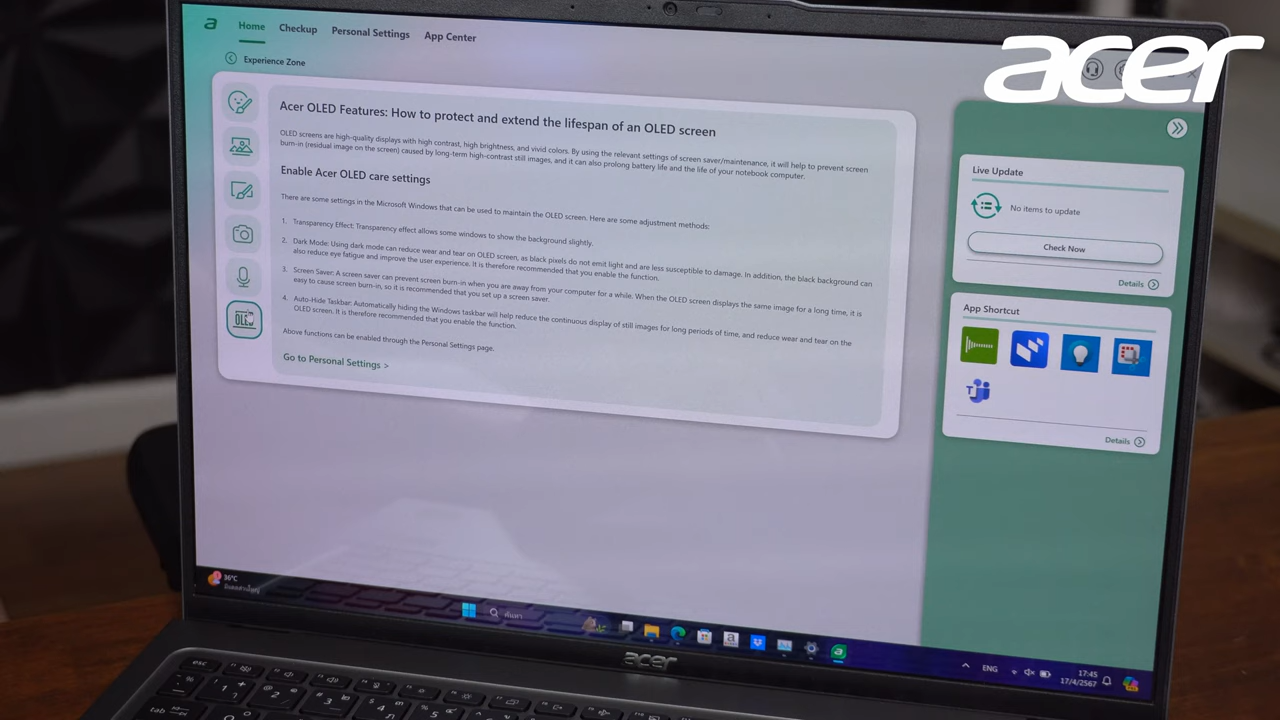 acer
Home
Checkup
Personal Settings
App Center
Experience Zone
Acer OLED Features: How to protect and extend the lifespan of an OLED screen
OLED screens are high-quality displays with high contrast, high brightness, and vivid colors. By using the relevant settings of screen saver/maintenance, it will help to prevent screen
burn-in (residual image on the screen) caused by long-term high-contrast still images, and it can also prolong battery life and the life of your notebook computer.
Enable Acer OLED care settings
There are some settings in the Microsoft Windows that can be used to maintain the OLED screen. Here are some adjustment methods:
1. Transparency Effect: Transparency effect allows some windows to show the background slightly.
2. Dark Mode: Using dark mode can reduce wear and tear on OLED screen, as black pixels do not emit light and are less susceptible to damage. In addition, the black background can
also reduce eye fatigue and improve the user experience. It is therefore recommended that you enable the function.
3. Screen Saver: A screen saver can prevent screen burn-in when you are away from your computer for a while. When the OLED screen displays the same image for a long time, it is
easy to cause screen burn-in, so it is recommended that you set up a screen saver.
4. Auto-Hide Taskbar: Automatically hiding the Windows taskbar will help reduce the continuous display of still images for long periods of time, and reduce wear and tear on the
OLED screen. It is therefore recommended that you enable the function.
Above functions can be enabled through the Personal Settings page.
Go to Personal Settings >
OLED
Live Update
No items to update
Check Now
Details
App Shortcut
Details
36°C
ค้นหา
ENG
17:45
17/4/2567
acer
esc
tab